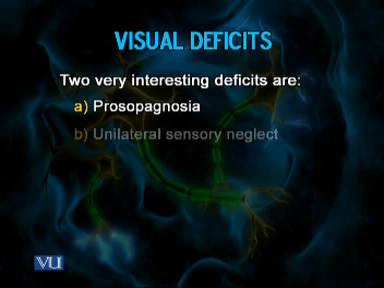 VISUAL DEFICITS
Two very interesting deficits are:
a) Prosopagnosia
b) Unilateral sensory neglect
VU